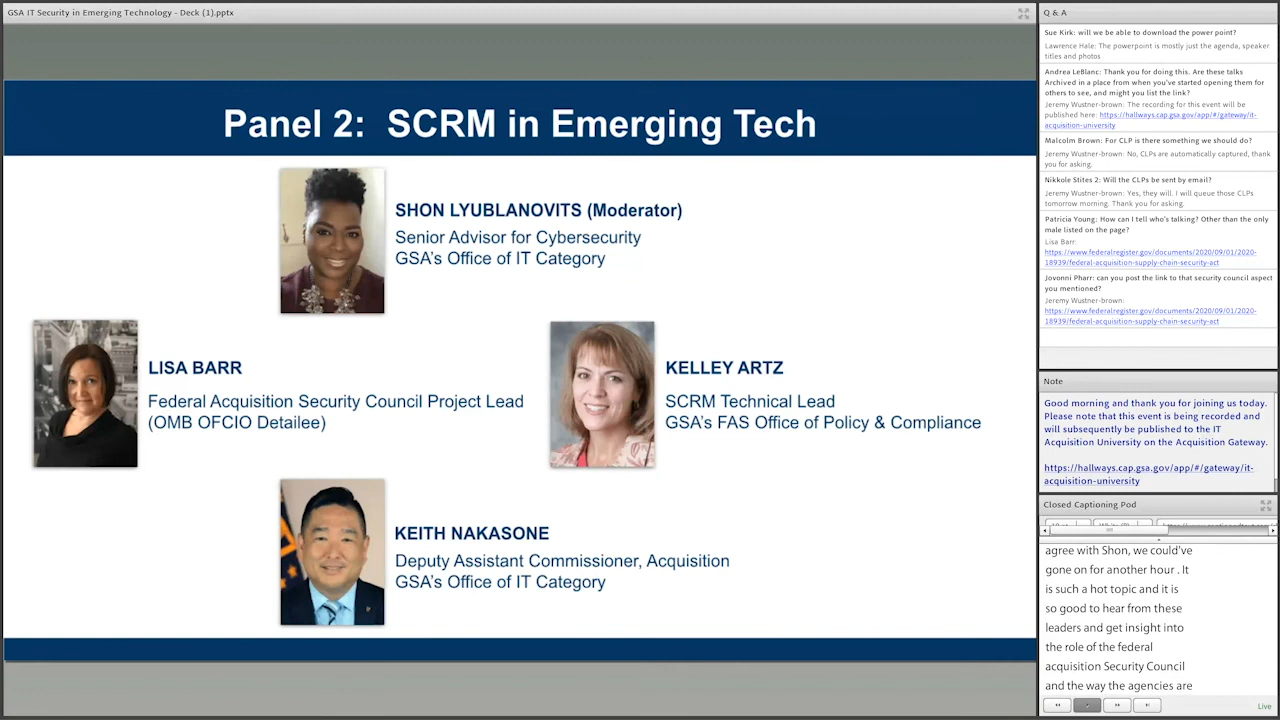 GSA IT Security in Emerging Technology - Deck (1).pptx
Panel 2: SCRM in Emerging Tech
SHON LYUBLANOVITS (Moderator)
Senior Advisor for Cybersecurity
GSA's Office of IT Category
LISA BARR
Federal Acquisition Security Council Project Lead
(OMB OFCIO Detailee)
KELLEY ARTZ
SCRM Technical Lead
GSA's FAS Office of Policy & Compliance
KEITH NAKASONE
Deputy Assistant Commissioner, Acquisition
GSA's Office of IT Category
Q & A
Sue Kirk: will we be able to download the power point?
Lawrence Hale: The powerpoint is mostly just the agenda, speaker
titles and photos
Andrea LeBlanc: Thank you for doing this. Are these talks
Archived in a place from when you've started opening them for
others to see, and might you list the link?
Jeremy Wustner-brown: The recording for this event will be
published here: https://hallways.cap.gsa.gov/app/#/gateway/it-
acquisition-university
Malcolm Brown: For CLP is there something we should do?
Jeremy Wustner-brown: No, CLPs are automatically captured, thank
you for asking.
Nikkole Stites 2: Will the CLPs be sent by email?
Jeremy Wustner-brown: Yes, they will. I will queue those CLPs
tomorrow morning. Thank you for asking.
Patricia Young: How can I tell who's talking? Other than the only
male listed on the page?
Lisa Barr:
https://www.federalregister.gov/documents/2020/09/01/2020-
18939/federal-acquisition-supply-chain-security-act
Jovonni Pharr: can you post the link to that security council aspect
you mentioned?
Jeremy Wustner-brown:
https://www.federalregister.gov/documents/2020/09/01/2020-
18939/federal-acquisition-supply-chain-security-act
Note
Good morning and thank you for joining us today.
Please note that this event is being recorded and
will subsequently be published to the IT
Acquisition University on the Acquisition Gateway.
https://hallways.cap.gsa.gov/app/#/gateway/it-
acquisition-university
Closed Captioning Pod
agree with Shon, we could've
gone on for another hour . It
is such a hot topic and it is
so good to hear from these
leaders and get insight into
the role of the federal
acquisition Security Council
and the way the agencies are
Live